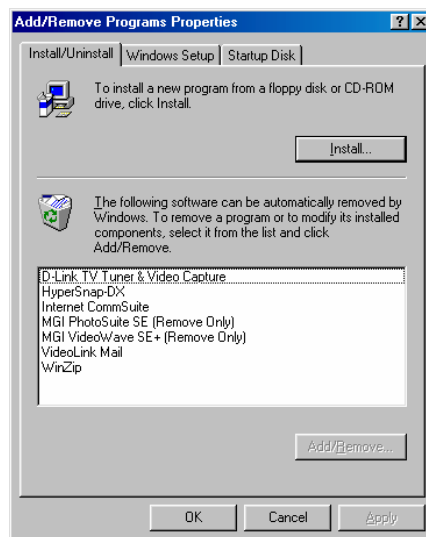 Add/Remove Programs Properties
Install/Uninstall Windows Setup Startup Disk
To install a new program from a floppy disk or CD-ROM
drive, click Install.
Install...
The following software can be automatically removed by
Windows. To remove a program or to modify its installed
components, select it from the list and click
Add/Remove.
D-Link TV Tuner & Video Capture
HyperSnap-DX
Internet CommSuite
MGI PhotoSuite SE (Remove Only)
MGI VideoWave SE+ (Remove Only)
VideoLink Mail
WinZip
Add/Remove...
OK Cancel Apply